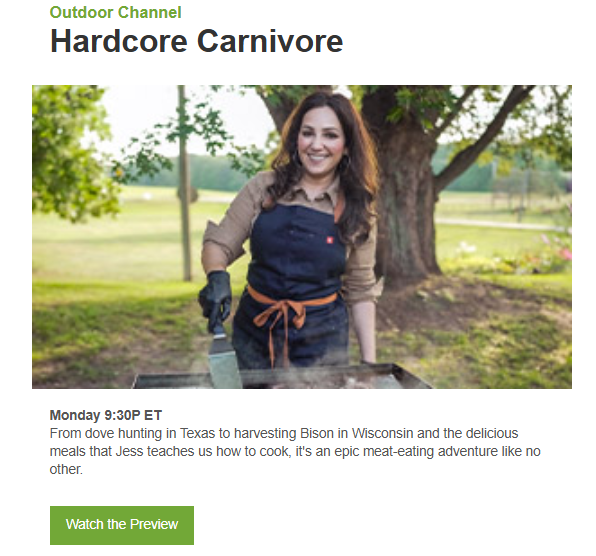 Outdoor Channel
Hardcore Carnivore
Monday 9:30P ET
From dove hunting in Texas to harvesting Bison in Wisconsin and the delicious
meals that Jess teaches us how to cook, it's an epic meat-eating adventure like no
other.
Watch the Preview